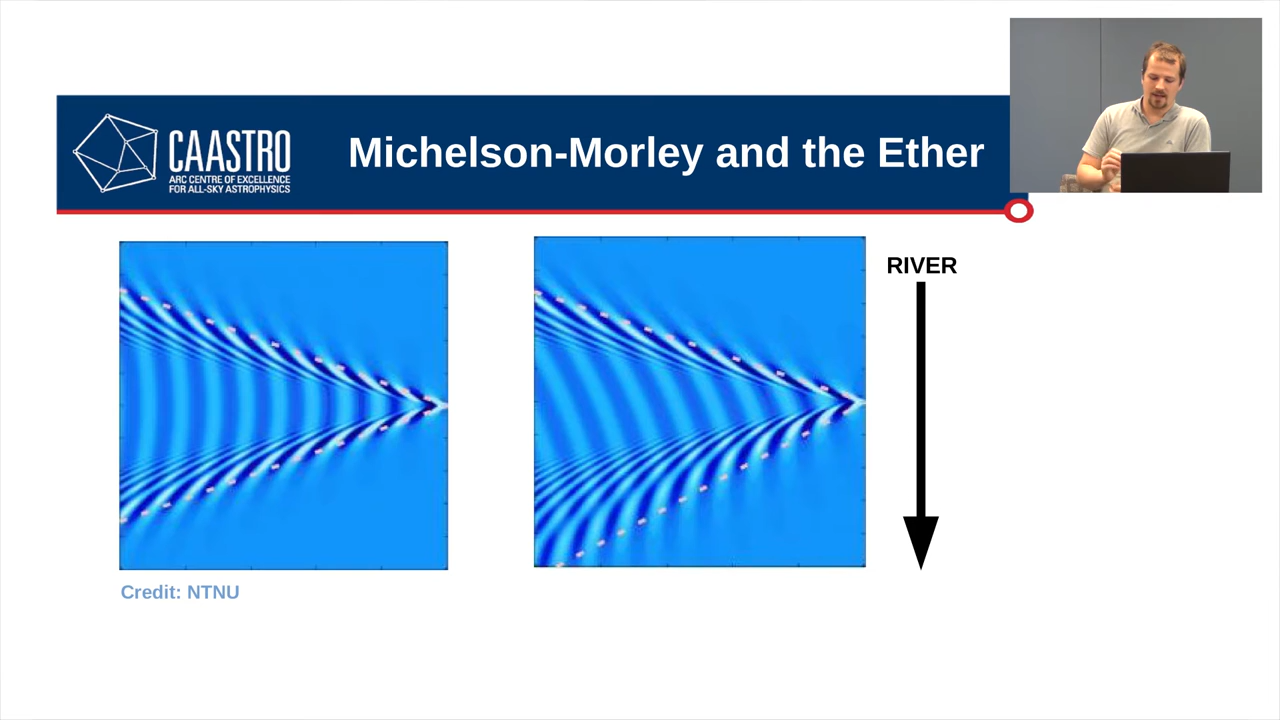 CAASTRO
ARC CENTRE OF EXCELLENCE
FOR ALL-SKY ASTROPHYSICS
Michelson-Morley and the Ether
RIVER
Credit: NTNU